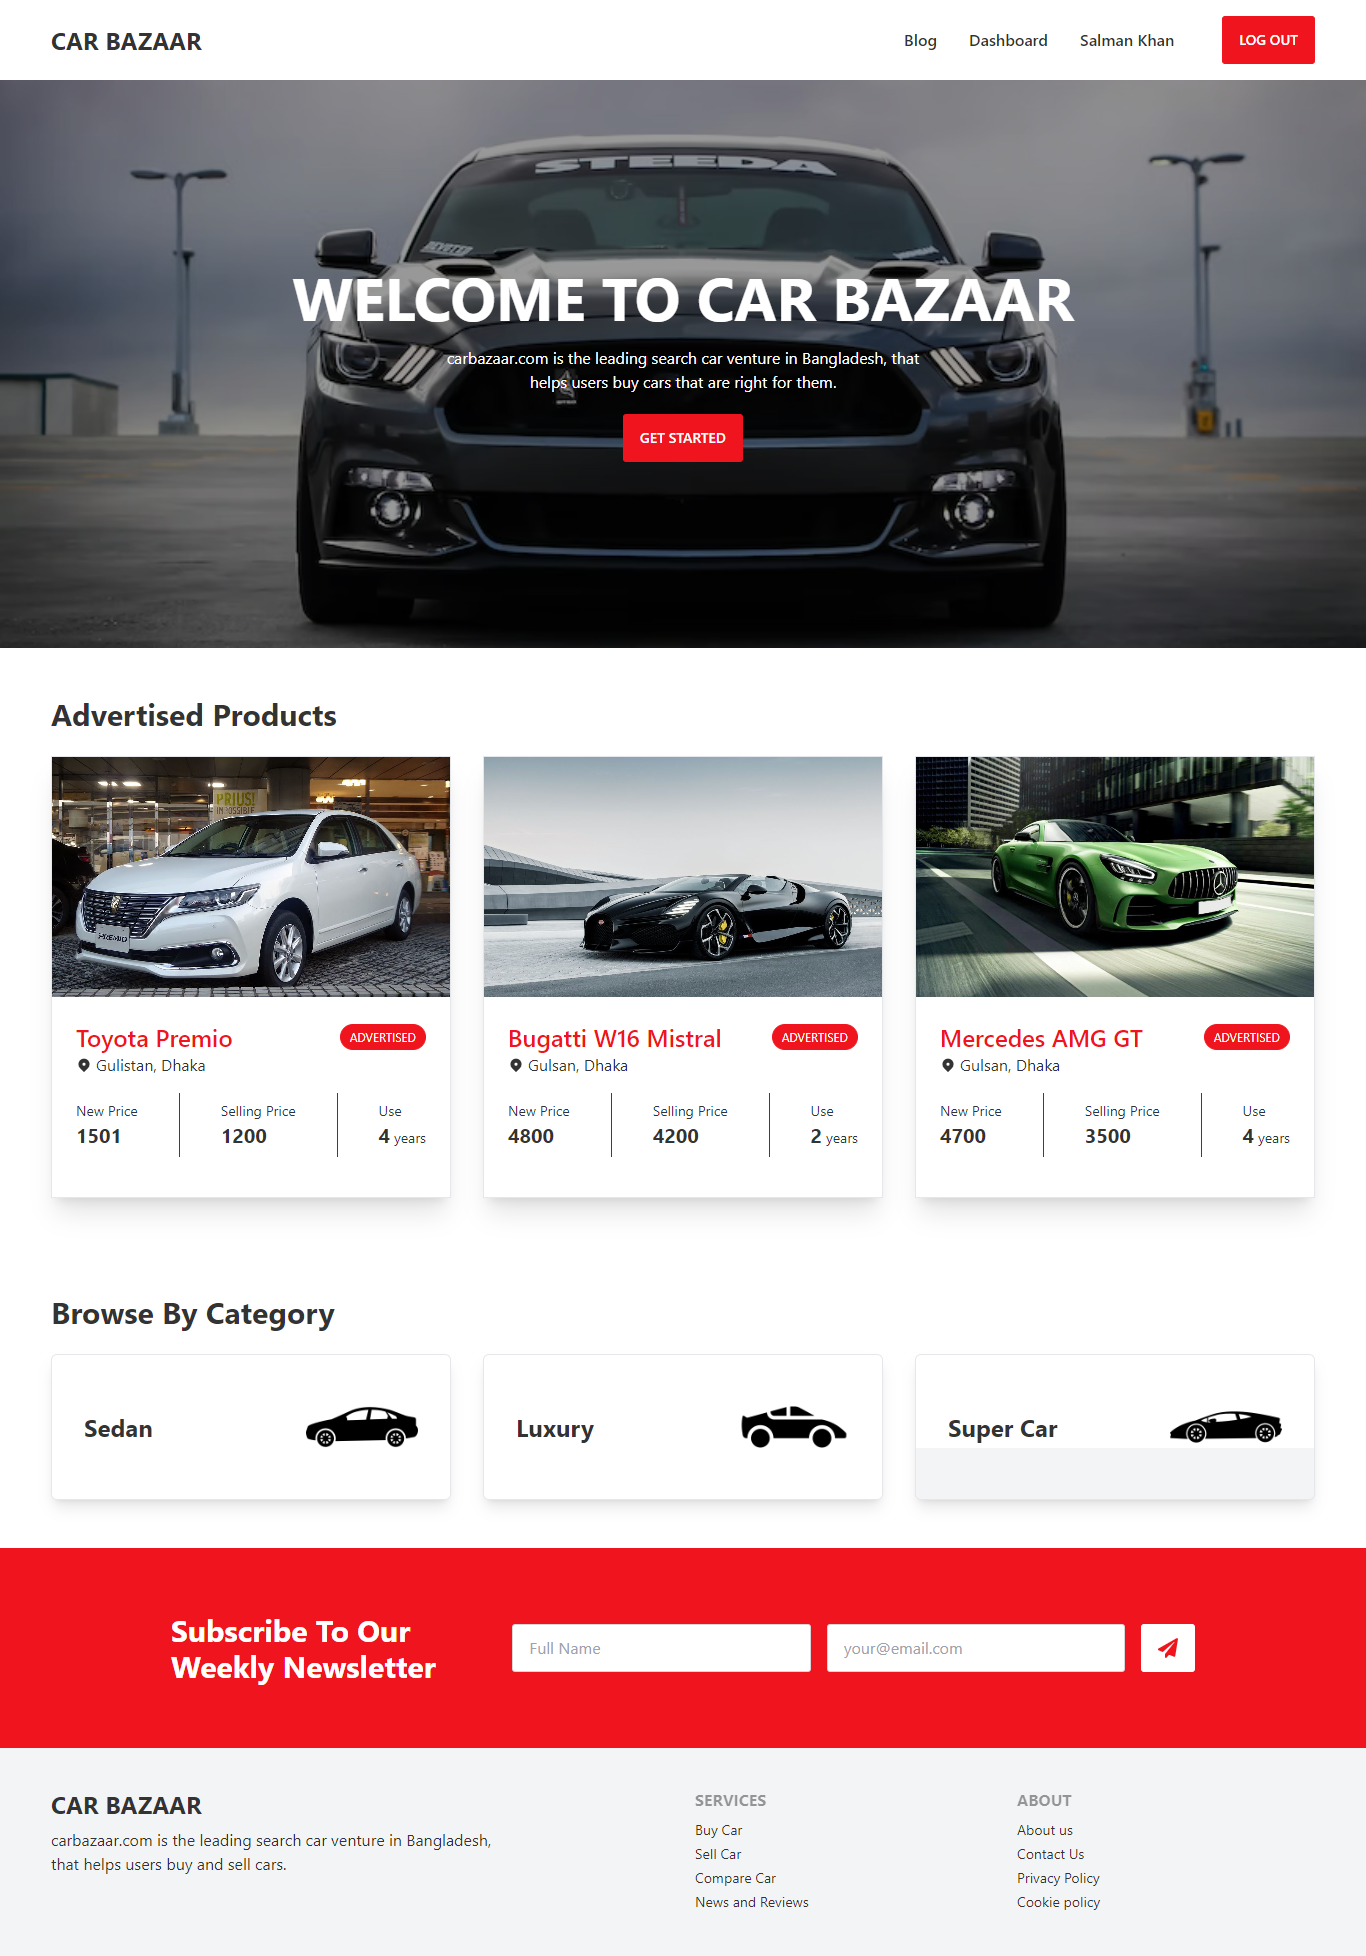 CAR BAZAAR
Blog
Dashboard
Salman Khan
LOG OUT
STEEDA
WELCOME TO CAR BAZAAR
carbazaar.com is the leading search car venture in Bangladesh, that
helps users buy cars that are right for them.
GET STARTED
Advertised Products
PRIUS!
IMPOSSIBLE
PREMIO
Toyota Premio
ADVERTISED
Gulistan, Dhaka
New Price
Selling Price
Use
1501
1200
4 years
Bugatti W16 Mistral
ADVERTISED
Gulsan, Dhaka
New Price
Selling Price
Use
4800
4200
2 years
Mercedes AMG GT
ADVERTISED
Gulsan, Dhaka
New Price
Selling Price
Use
4700
3500
4 years
Browse By Category
Sedan
Luxury
Super Car
Subscribe To Our
Weekly Newsletter
Full Name
your@email.com
CAR BAZAAR
carbazaar.com is the leading search car venture in Bangladesh,
that helps users buy and sell cars.
SERVICES
Buy Car
Sell Car
Compare Car
News and Reviews
ABOUT
About us
Contact Us
Privacy Policy
Cookie policy